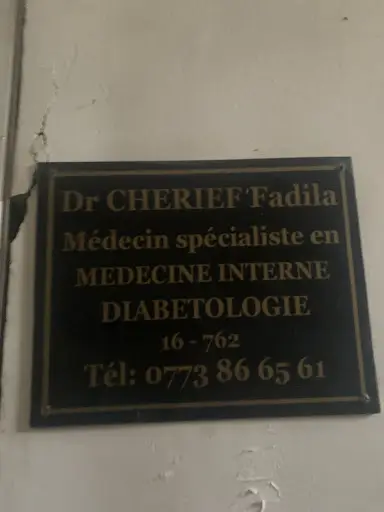 Dr CHERIEF Fadila
Médecin spécialiste en
MEDECINE INTERNE
DIABETOLOGIE
16 - 762
Tél: 0773 86 65 61